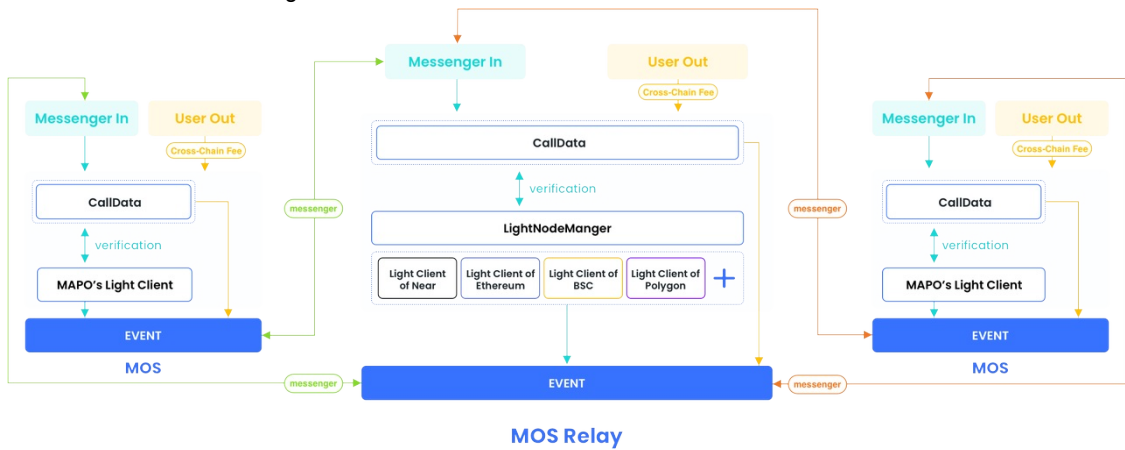 Messenger In
User Out
Cross-Chain Fee
CallData
verification
MAPO's Light Client
EVENT
MOS
messenger
messenger
Messenger In
User Out
Cross-Chain Fee
CallData
verification
LightNodeManger
Light Client
of Near
Light Client of
Ethereum
Light Client of
BSC
Light Client of
Polygon
EVENT
MOS Relay
messenger
messenger
Messenger In
User Out
Cross-Chain Fee
CallData
verification
MAPO's Light Client
EVENT
MOS